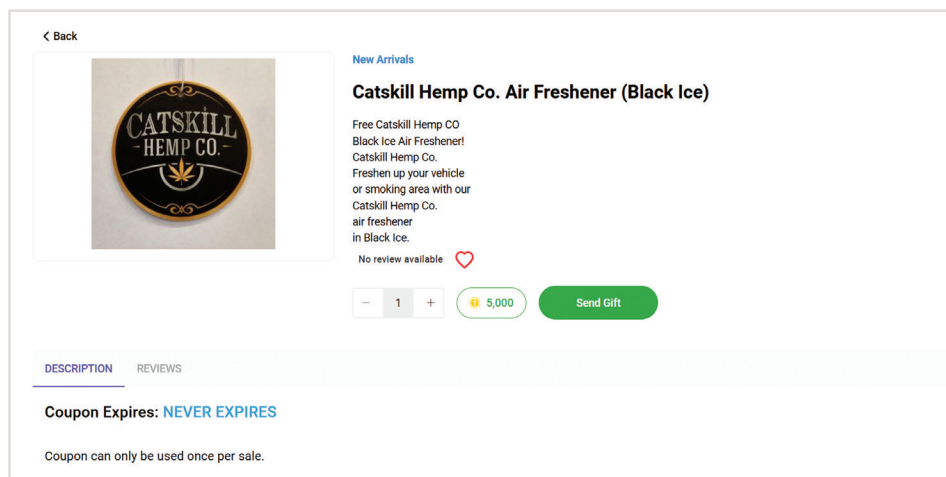 Back
New Arrivals
Catskill Hemp Co. Air Freshener (Black Ice)
CATSKILL
-HEMP CO.-
Free Catskill Hemp CO
Black Ice Air Freshener!
Catskill Hemp Co.
Freshen up your vehicle
or smoking area with our
Catskill Hemp Co.
air freshener
in Black Ice.
No review available
− 1 + 5,000 Send Gift
DESCRIPTION REVIEWS
Coupon Expires: NEVER EXPIRES
Coupon can only be used once per sale.